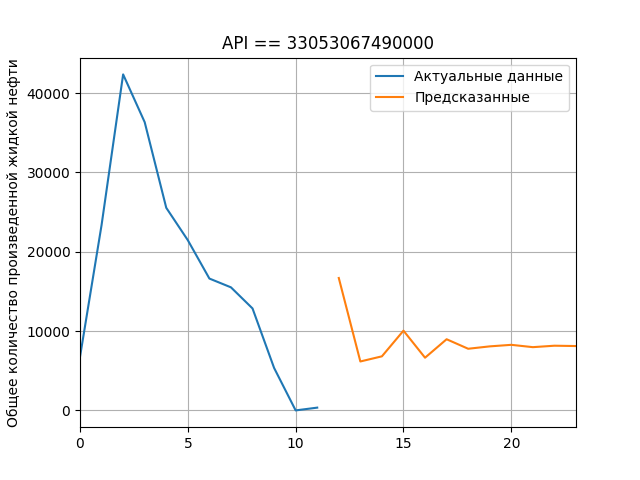 API == 33053067490000
Общее количество произведенной жидкой нефти
Актуальные данные
Предсказанные
40000
30000
20000
10000
0
0
5
10
15
20